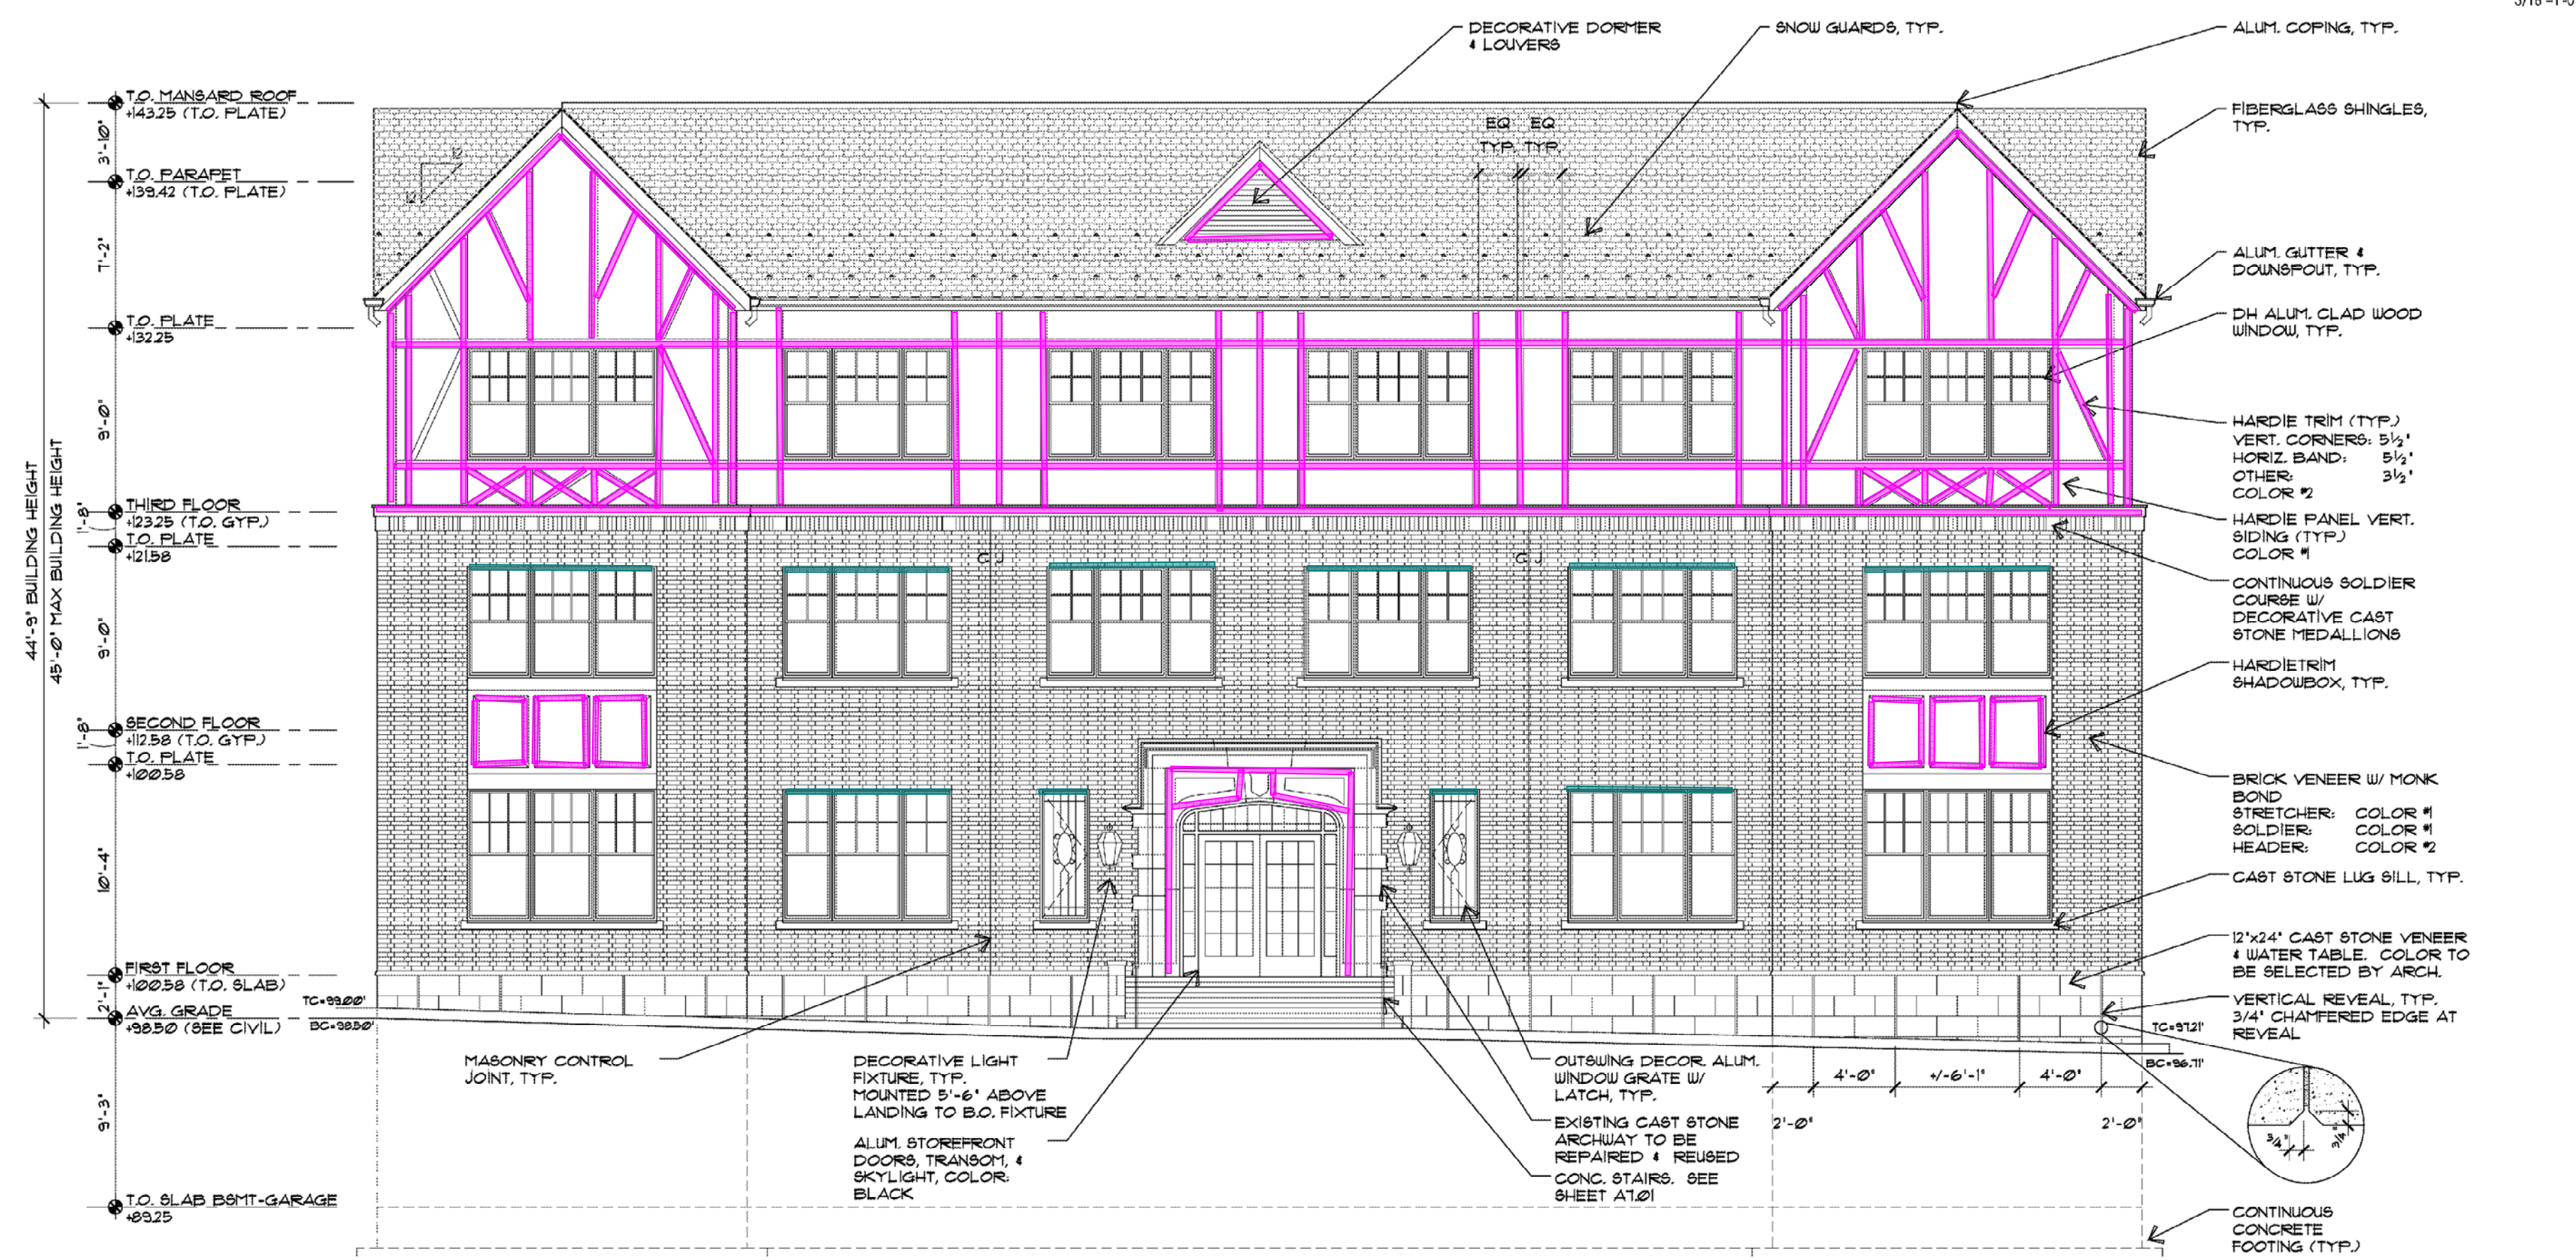 3/16"=1'-0
DECORATIVE DORMER
& LOUVERS
SNOW GUARDS, TYP.
ALUM. COPING, TYP.
FIBERGLASS SHINGLES,
TYP.
ALUM. GUTTER &
DOWNSPOUT, TYP.
DH ALUM. CLAD WOOD
WINDOW, TYP.
HARDIE TRIM (TYP.)
VERT. CORNERS: 5½"
HORIZ. BAND: 5½"
OTHER: 3½"
COLOR #2
HARDIE PANEL VERT.
SIDING (TYP.)
COLOR #1
CONTINUOUS SOLDIER
COURSE W/
DECORATIVE CAST
STONE MEDALLIONS
HARDIETRIM
SHADOWBOX, TYP.
BRICK VENEER W/ MONK
BOND
STRETCHER: COLOR #1
SOLDIER: COLOR #1
HEADER: COLOR #2
CAST STONE LUG SILL, TYP.
12"x24" CAST STONE VENEER
& WATER TABLE. COLOR TO
BE SELECTED BY ARCH.
VERTICAL REVEAL, TYP.
3/4" CHAMFERED EDGE AT
REVEAL
CONTINUOUS
CONCRETE
FOOTING (TYP.)
T.O. MANSARD ROOF
+143.25 (T.O. PLATE)
3'-10"
T.O. PARAPET
+139.42 (T.O. PLATE)
7'-2"
T.O. PLATE
+132.25
9'-0"
THIRD FLOOR
+123.25 (T.O. GYP.)
1'-8"
T.O. PLATE
+121.58
9'-0"
SECOND FLOOR
+112.58 (T.O. GYP.)
1'-8"
T.O. PLATE
+100.58
10'-4"
FIRST FLOOR
+100.58 (T.O. SLAB)
2'-1"
AVG. GRADE
+98.50 (SEE CIVIL)
9'-3"
T.O. SLAB BSMT-GARAGE
+89.25
44'-9" BUILDING HEIGHT
45'-0" MAX BUILDING HEIGHT
12
12
EQ EQ
TYP. TYP.
CJ
CJ
TC=99.00'
BC=98.50'
TC=97.21'
BC=96.71'
MASONRY CONTROL
JOINT, TYP.
DECORATIVE LIGHT
FIXTURE, TYP.
MOUNTED 5'-6" ABOVE
LANDING TO B.O. FIXTURE
ALUM. STOREFRONT
DOORS, TRANSOM, &
SKYLIGHT, COLOR:
BLACK
OUTSWING DECOR. ALUM.
WINDOW GRATE W/
LATCH, TYP.
EXISTING CAST STONE
ARCHWAY TO BE
REPAIRED & REUSED
CONC. STAIRS. SEE
SHEET A7.01
4'-0" +/-6'-1" 4'-0"
2'-0" 2'-0"
3/4" 3/4"